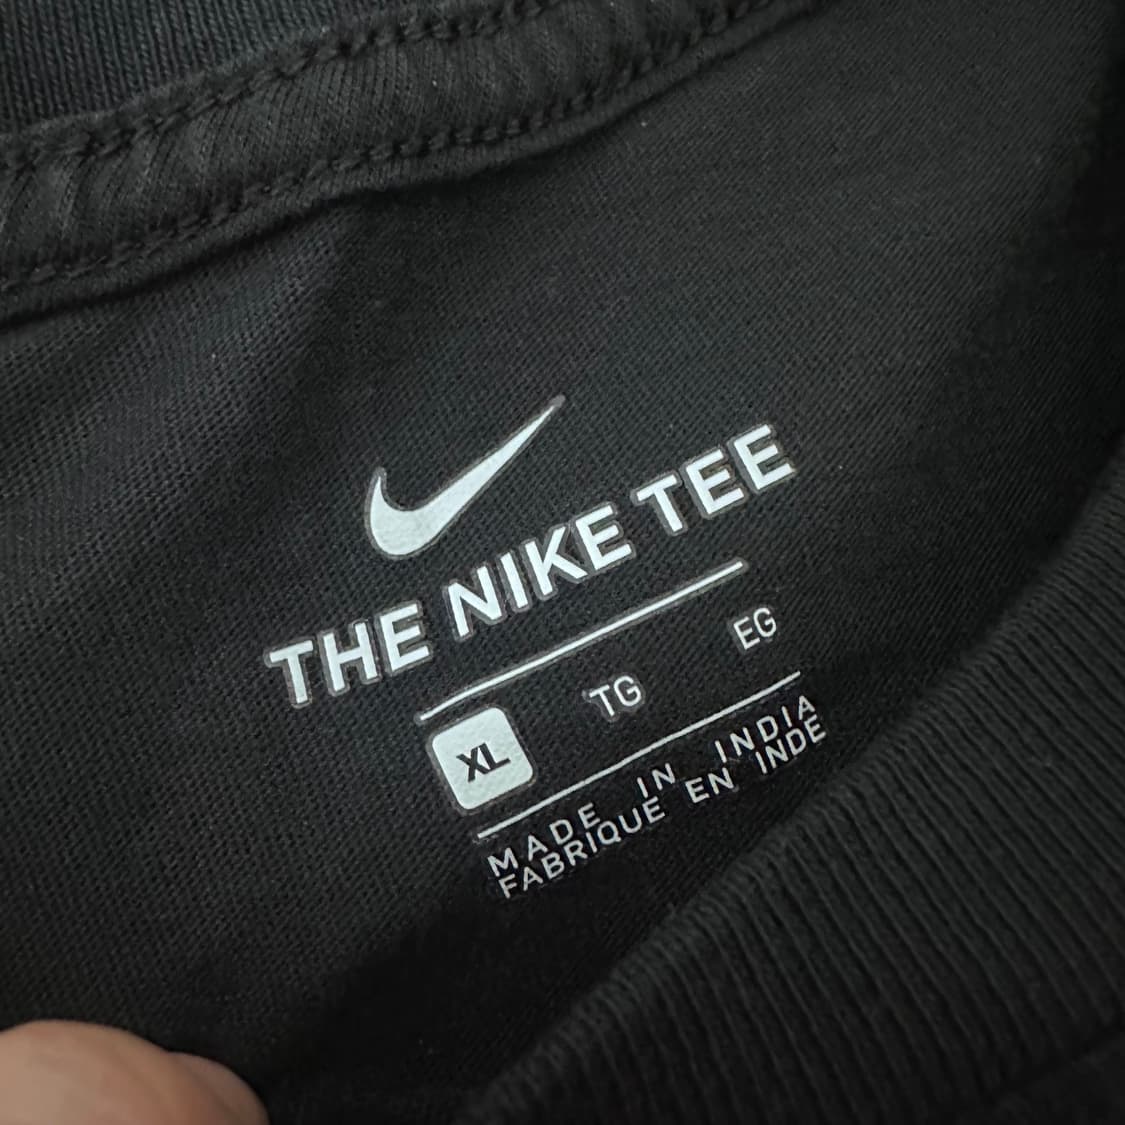 THE NIKE TEE
XL TG EG
MADE IN INDIA
FABRIQUE EN INDE